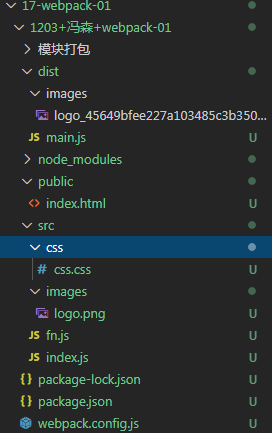 17-webpack-01
1203+冯森+webpack-01
模块打包
dist
images
logo_45649bfee227a103485c3b350...
JS main.js U
node_modules
public
<> index.html U
src
css
# css.css U
images
logo.png U
JS fn.js U
JS index.js U
{} package-lock.json U
{} package.json U
webpack.config.js U